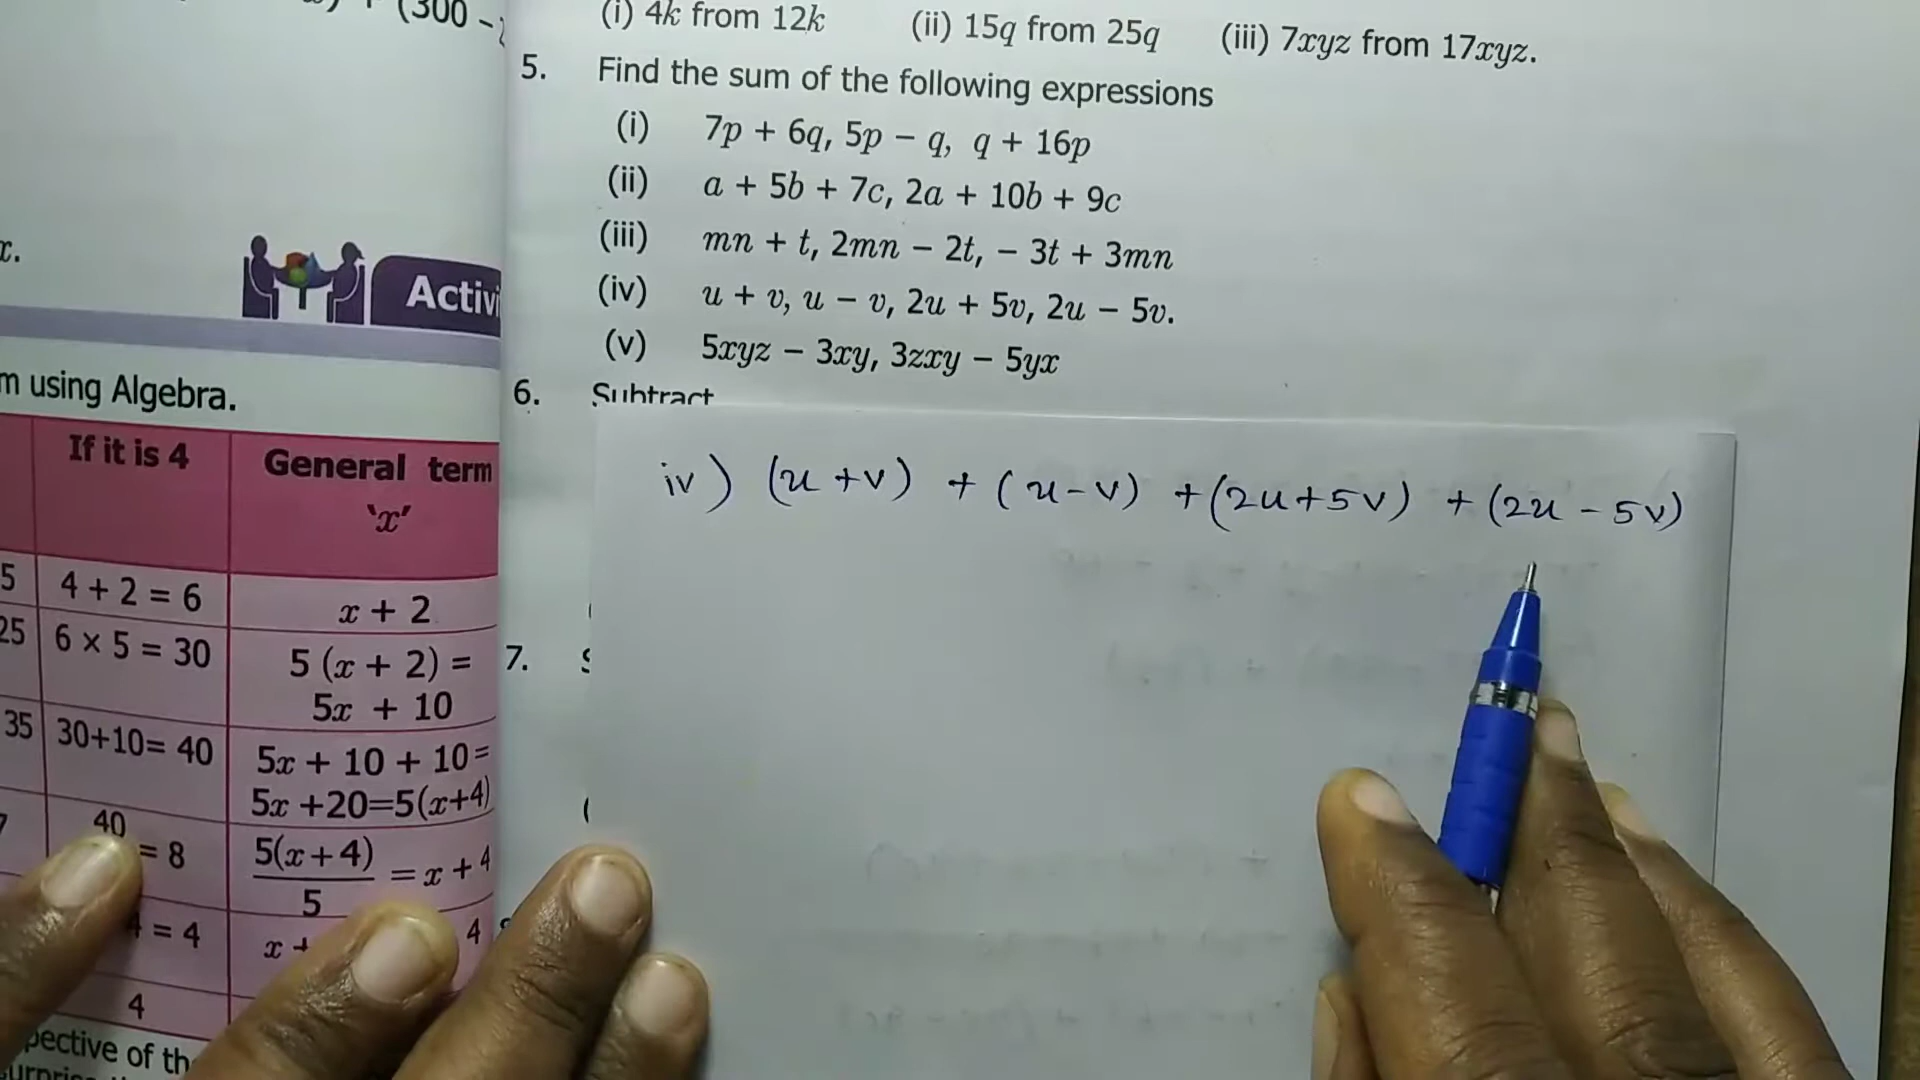 (300 -
x.
Activi
m using Algebra.
If it is 4
General term
'x'
5
4 + 2 = 6
x + 2
25
6 × 5 = 30
5 (x + 2) =
5x + 10
35
30+10= 40
5x + 10 + 10 =
5x +20=5(x+4)
7
40
= 8
5(x+4)
5
= x + 4
= 4
x +
4
4
pective of th
(i) 4k from 12k (ii) 15q from 25q (iii) 7xyz from 17xyz.
5. Find the sum of the following expressions
(i) 7p + 6q, 5p – q, q + 16p
(ii) a + 5b + 7c, 2a + 10b + 9c
(iii) mn + t, 2mn – 2t, – 3t + 3mn
(iv) u + v, u – v, 2u + 5v, 2u – 5v.
(v) 5xyz – 3xy, 3zxy – 5yx
6. Subtract
iv) (u+v) + (u-v) +(2u+5v) +(2u - 5v)
7.